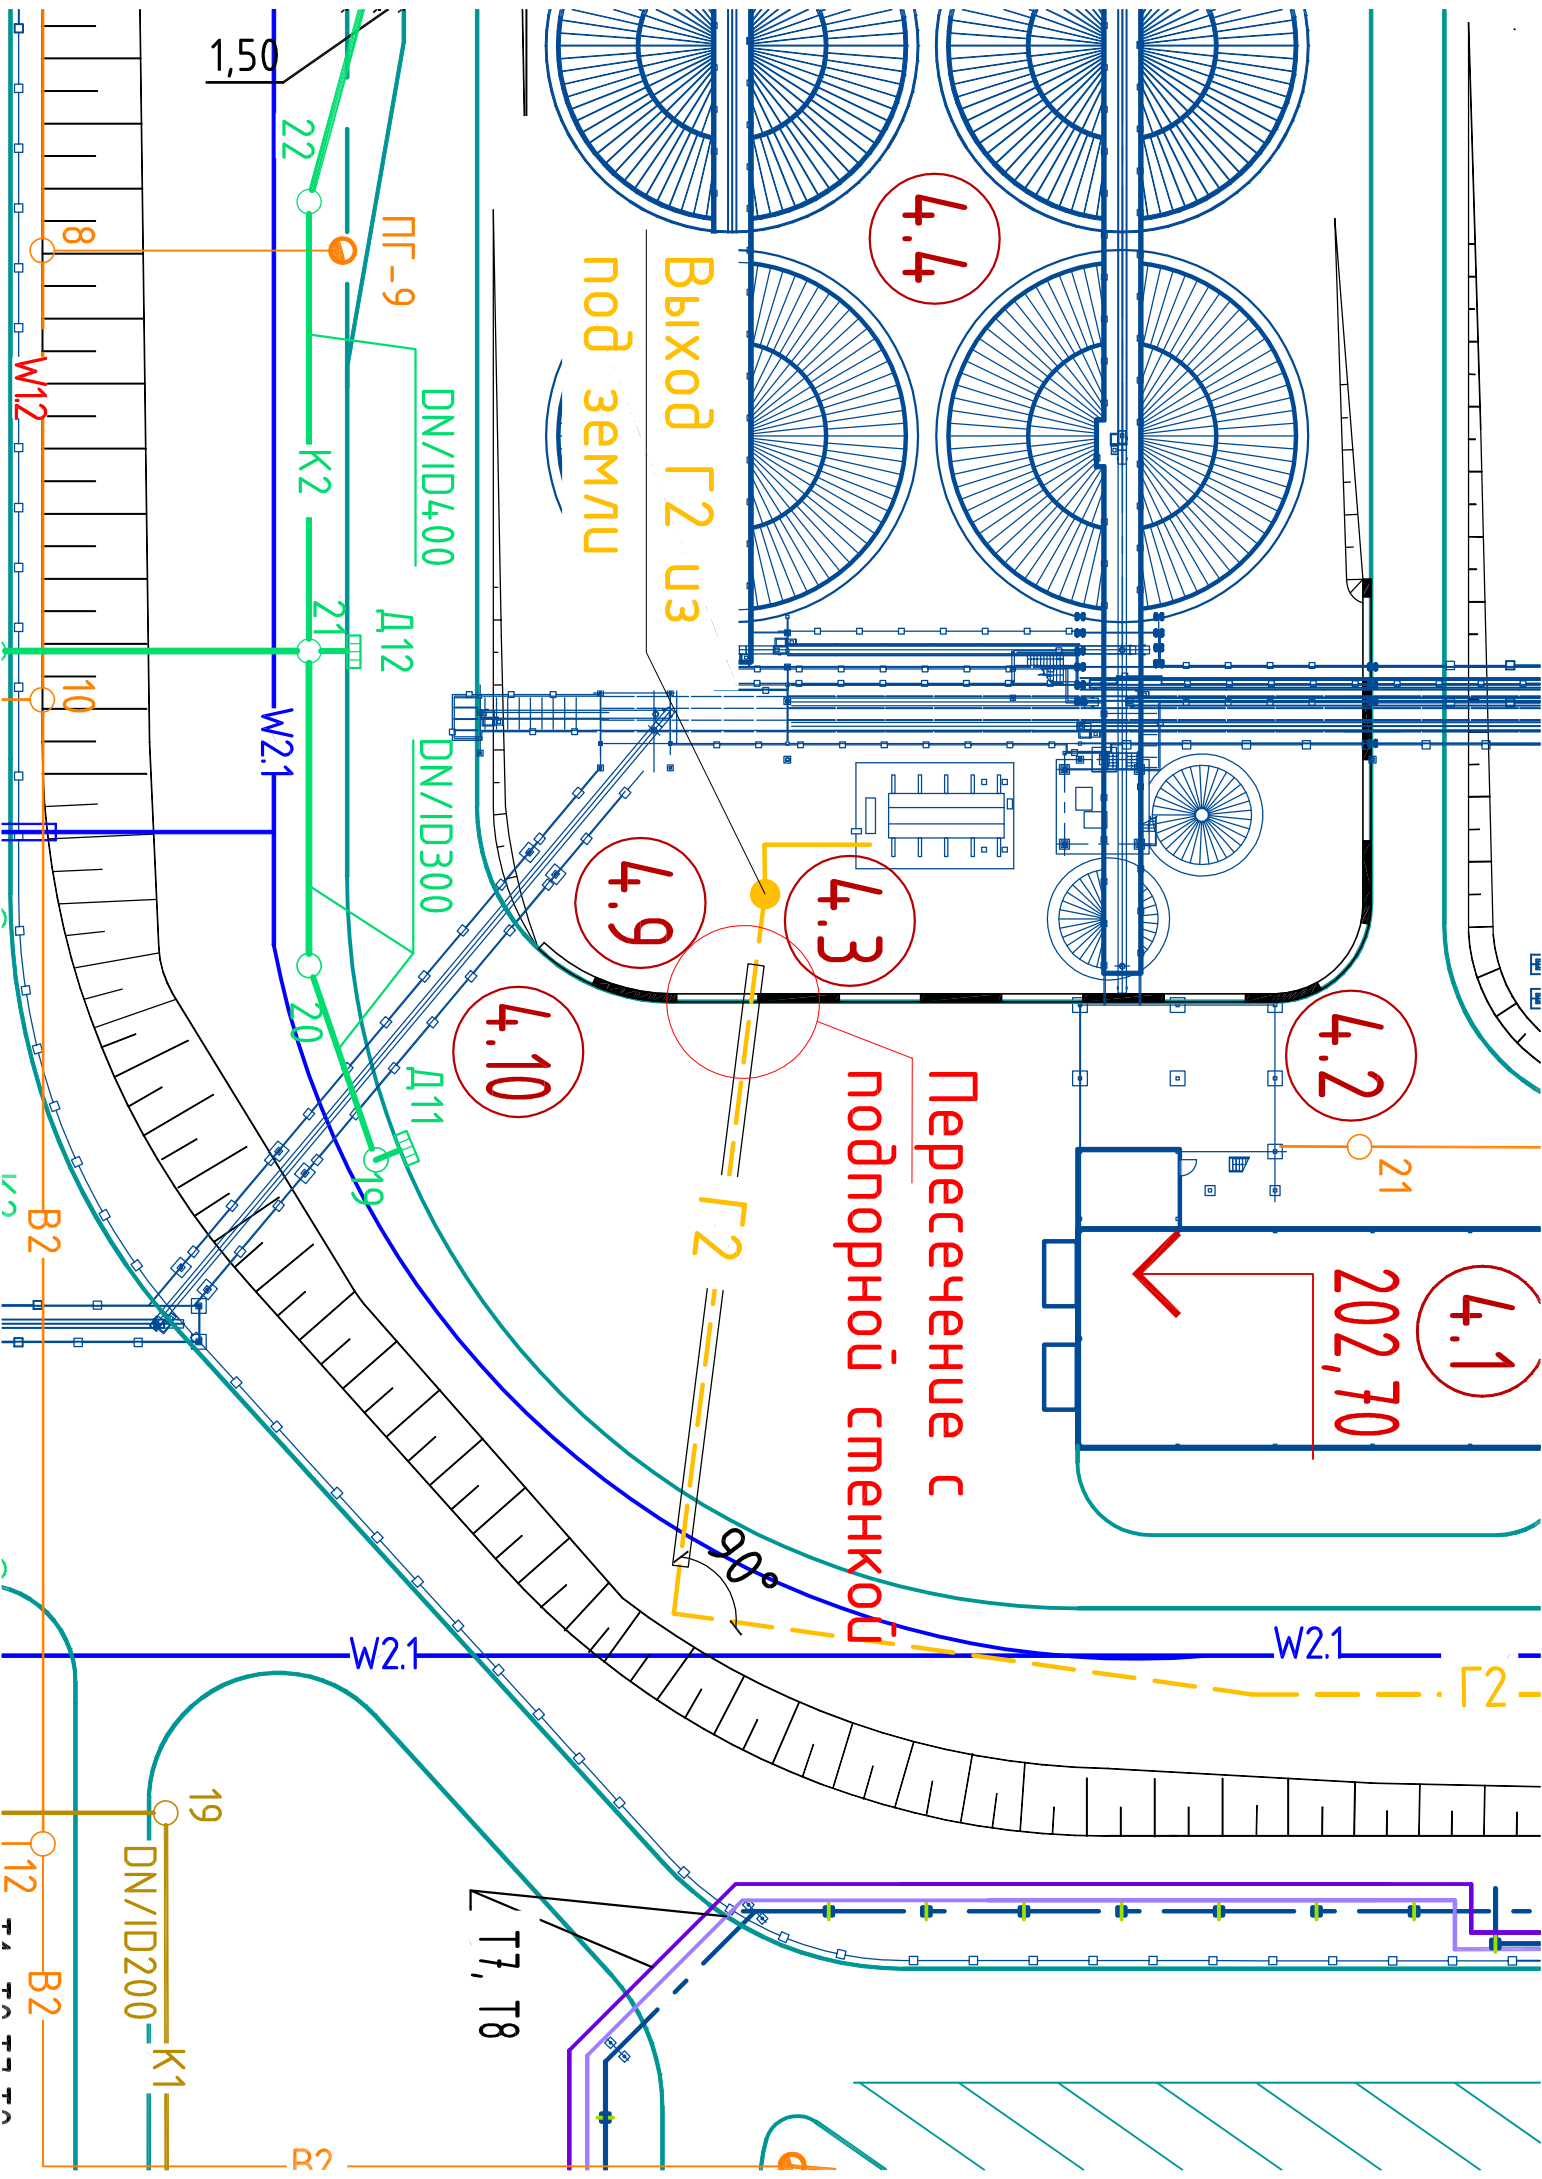 1,50
22
8
ПГ-9
W1.2
DN/ID400
К2
21
Д12
10
W2.1
DN/ID300
20
Д11
19
4.4
Выход Г2 из
под земли
4.9
4.3
4.10
4.2
21
Пересечение с
подпорной стенкой
202,70
4.1
Г2
90°
В2
W2.1
W2.1
Г2
19
DN/ID200
12
В2
К1
Т7, Т8
В2